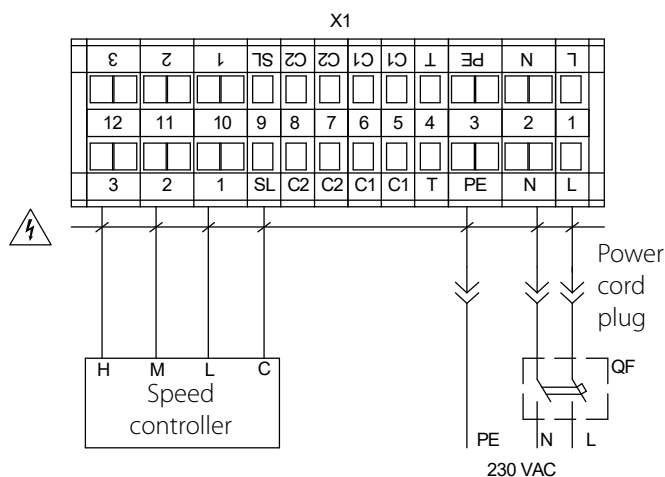 X1
3 2 1 SL C2 C2 C1 C1 T PE N L
12 11 10 9 8 7 6 5 4 3 2 1
3 2 1 SL C2 C2 C1 C1 T PE N L
Power
cord
plug
H M L C
Speed
controller
QF
PE N L
230 VAC